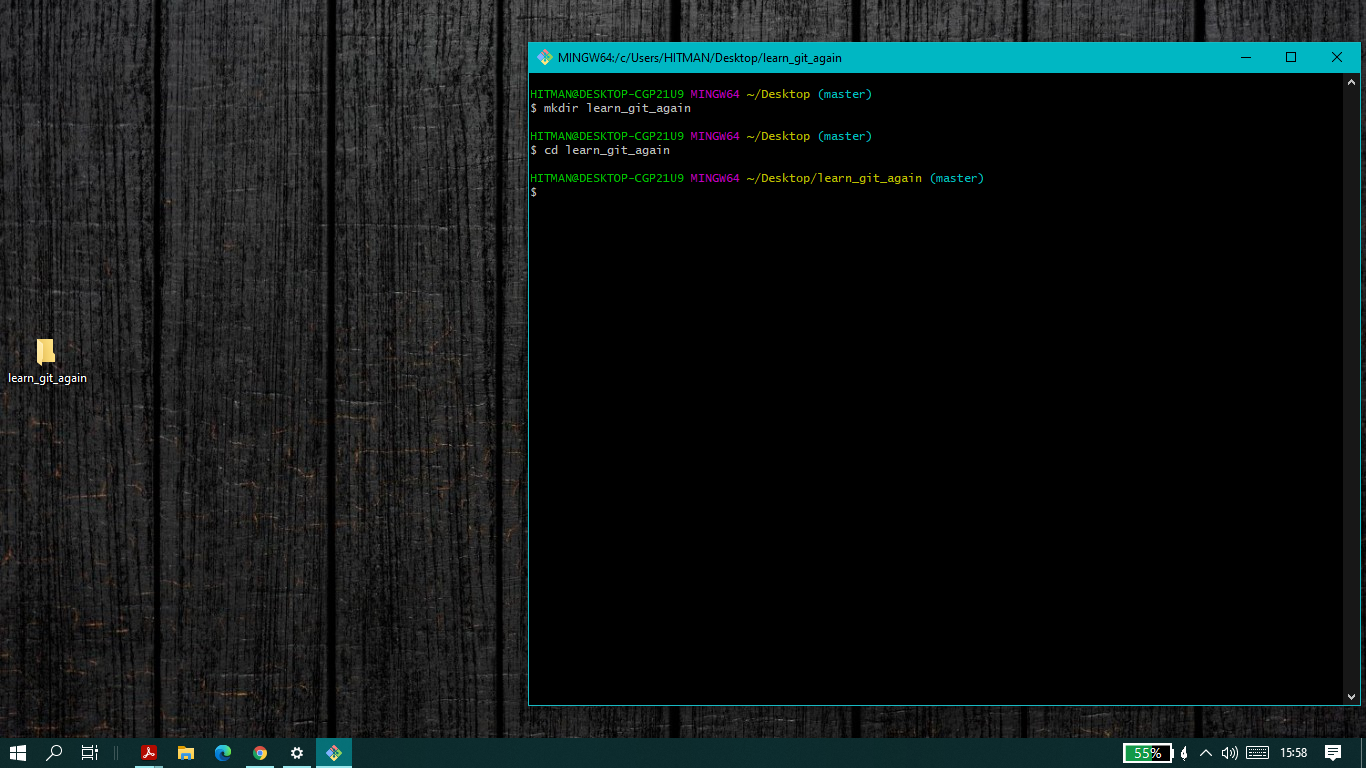 MINGW64:/c/Users/HITMAN/Desktop/learn_git_again
HITMAN@DESKTOP-CGP21U9 MINGW64 ~/Desktop (master)
$ mkdir learn_git_again
HITMAN@DESKTOP-CGP21U9 MINGW64 ~/Desktop (master)
$ cd learn_git_again
HITMAN@DESKTOP-CGP21U9 MINGW64 ~/Desktop/learn_git_again (master)
$
learn_git_again
55%
15:58